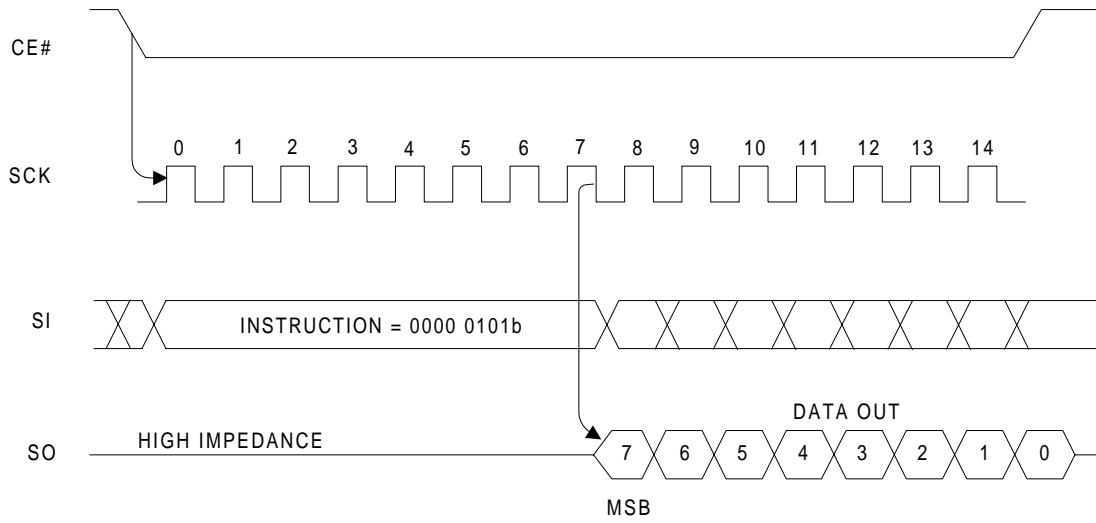 CE#
0 1 2 3 4 5 6 7 8 9 10 11 12 13 14
SCK
SI
INSTRUCTION = 0000 0101b
DATA OUT
HIGH IMPEDANCE
SO
7 6 5 4 3 2 1 0
MSB